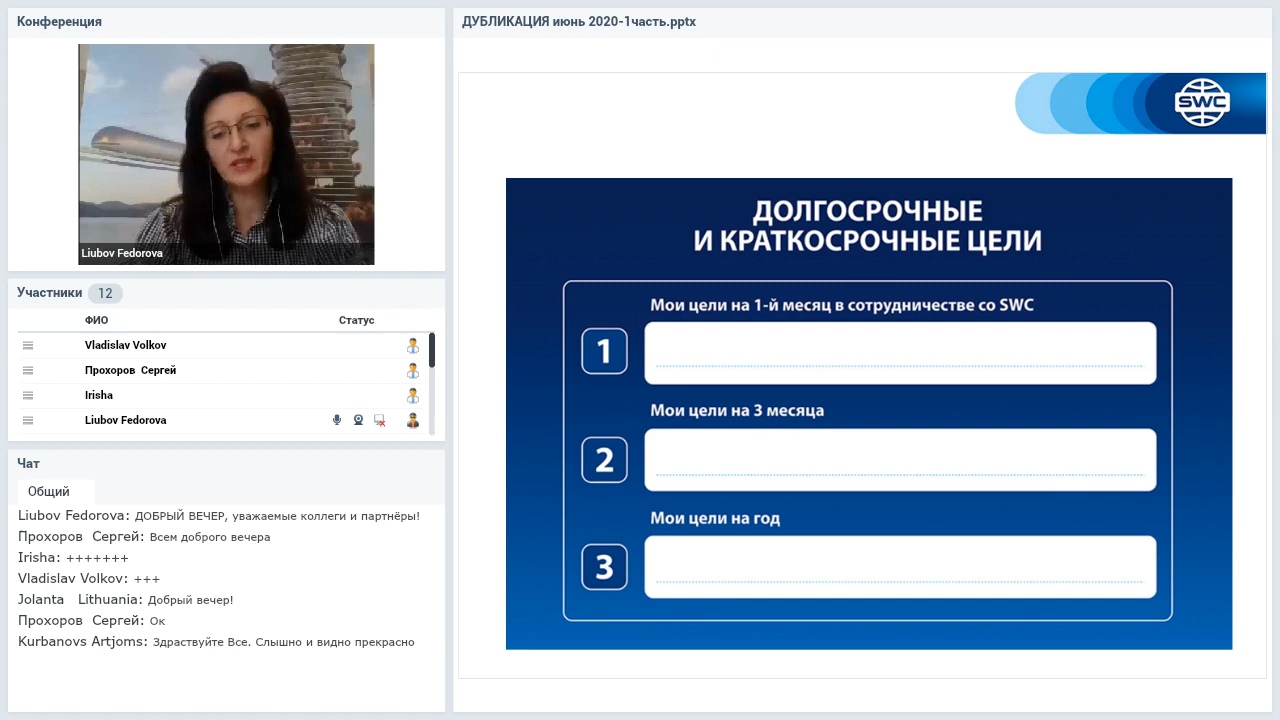 Конференция
Liubov Fedorova
Участники 12
ФИО Статус
Vladislav Volkov
Прохоров Сергей
Irisha
Liubov Fedorova
Чат
Общий
Liubov Fedorova: ДОБРЫЙ ВЕЧЕР, уважаемые коллеги и партнёры!
Прохоров Сергей: Всем доброго вечера
Irisha: +++++++
Vladislav Volkov: +++
Jolanta Lithuania: Добрый вечер!
Прохоров Сергей: Ок
Kurbanovs Artjoms: Здраствуйте Все. Слышно и видно прекрасно
ДУБЛИКАЦИЯ июнь 2020-1часть.pptx
SWC
ДОЛГОСРОЧНЫЕ
И КРАТКОСРОЧНЫЕ ЦЕЛИ
Мои цели на 1-й месяц в сотрудничестве со SWC
1
Мои цели на 3 месяца
2
Мои цели на год
3